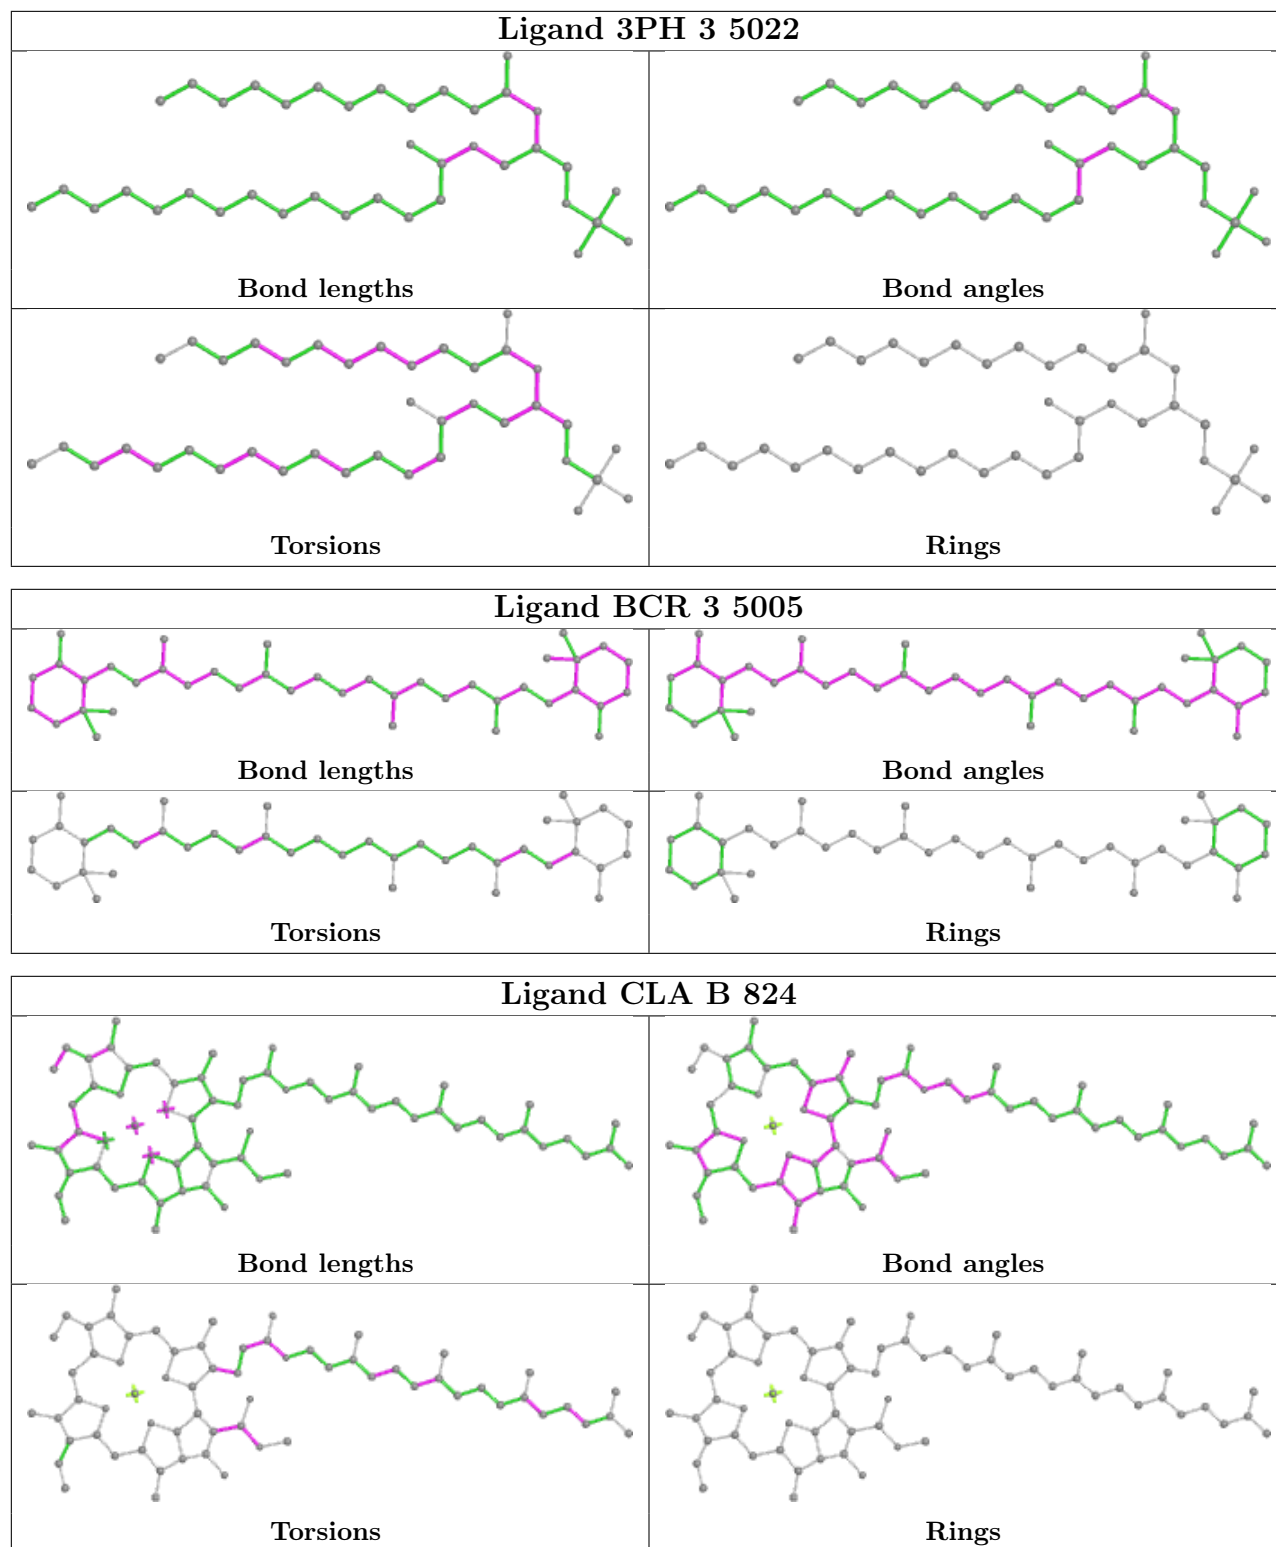 Ligand 3PH 3 5022
Bond lengths
Bond angles
Torsions
Rings
Ligand BCR 3 5005
Bond lengths
Bond angles
Torsions
Rings
Ligand CLA B 824
Bond lengths
Bond angles
Torsions
Rings